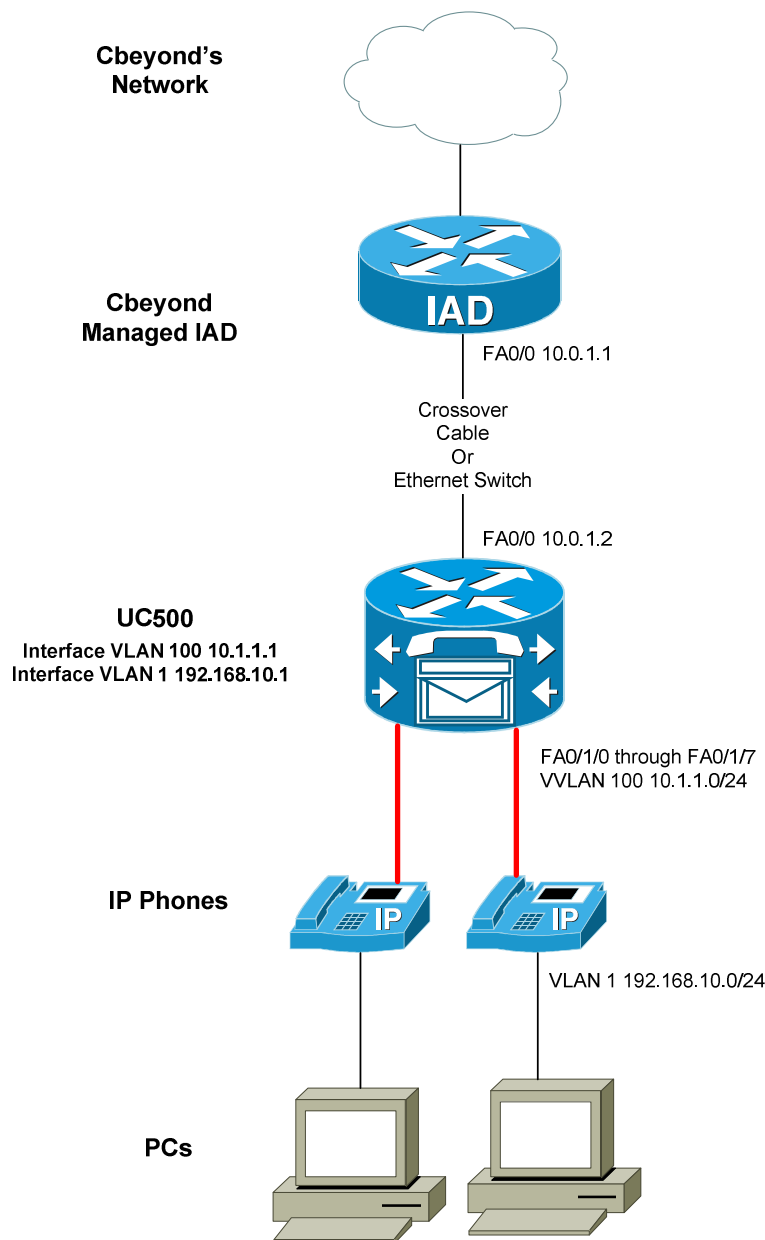 Cbeyond's
Network
IAD
Cbeyond
Managed IAD
FA0/0 10.0.1.1
Crossover
Cable
Or
Ethernet Switch
FA0/0 10.0.1.2
UC500
Interface VLAN 100 10.1.1.1
Interface VLAN 1 192.168.10.1
FA0/1/0 through FA0/1/7
VVLAN 100 10.1.1.0/24
IP Phones
IP
IP
VLAN 1 192.168.10.0/24
PCs